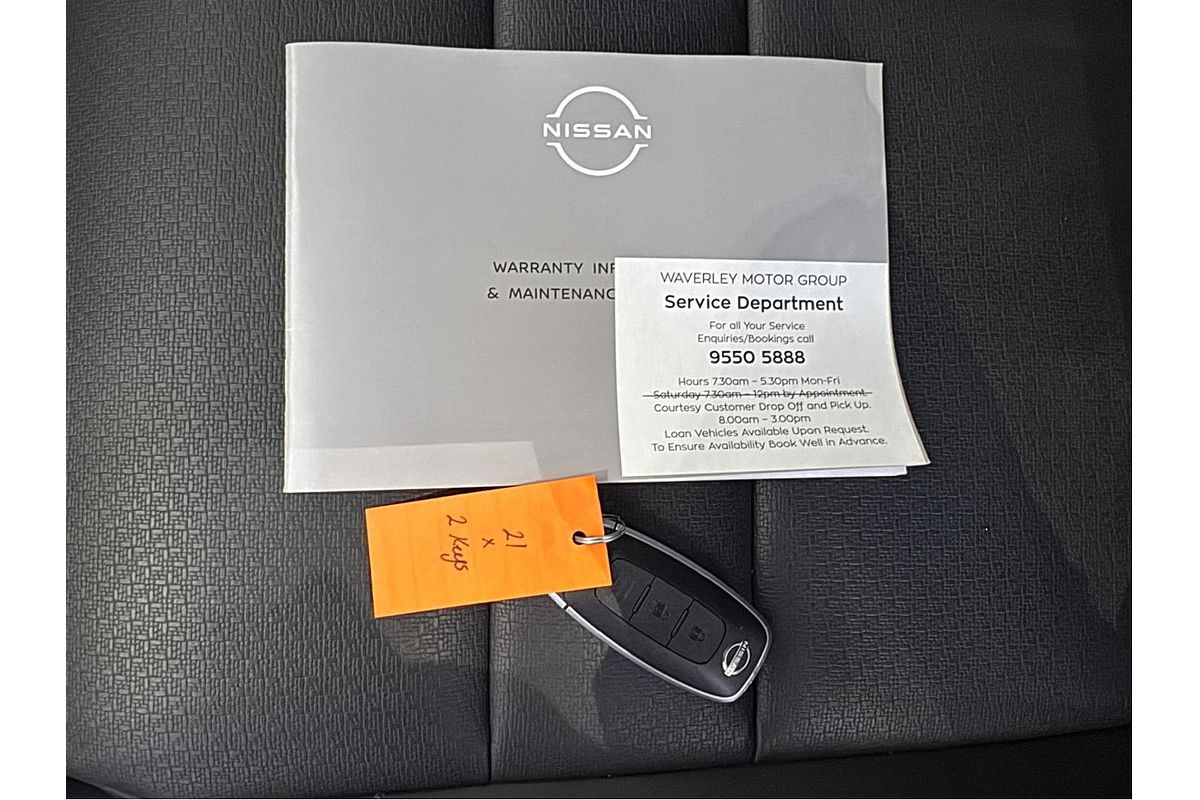 NISSAN
WARRANTY
& MAINTENANC
WAVERLEY MOTOR GROUP
Service Department
For all Your Service
Enquiries/Bookings call
9550 5888
Hours 7.30am - 5.30pm Mon-Fri
Saturday 7.30am - 12pm by Appointment.
Courtesy Customer Drop Off and Pick Up.
8.00am - 3.00pm
Loan Vehicles Available Upon Request.
To Ensure Availability Book Well in Advance.
21
x
2 Keys
NISSAN